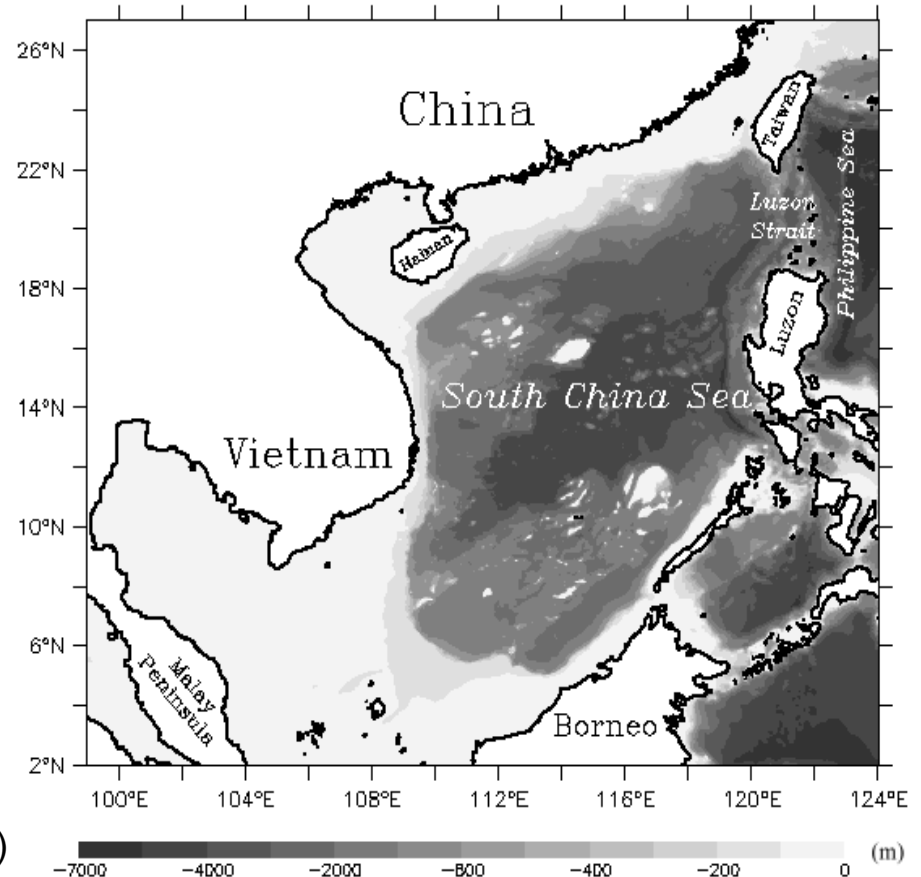 26°N
China
Taiwan
Philippine Sea
22°N
Luzon
Strait
Hainan
18°N
Luzon
South China Sea
14°N
Vietnam
10°N
6°N
Malay
Peninsula
Borneo
2°N
100°E 104°E 108°E 112°E 116°E 120°E 124°E
)
(m)
−7000 −4000 −2000 −800 −400 −200 0